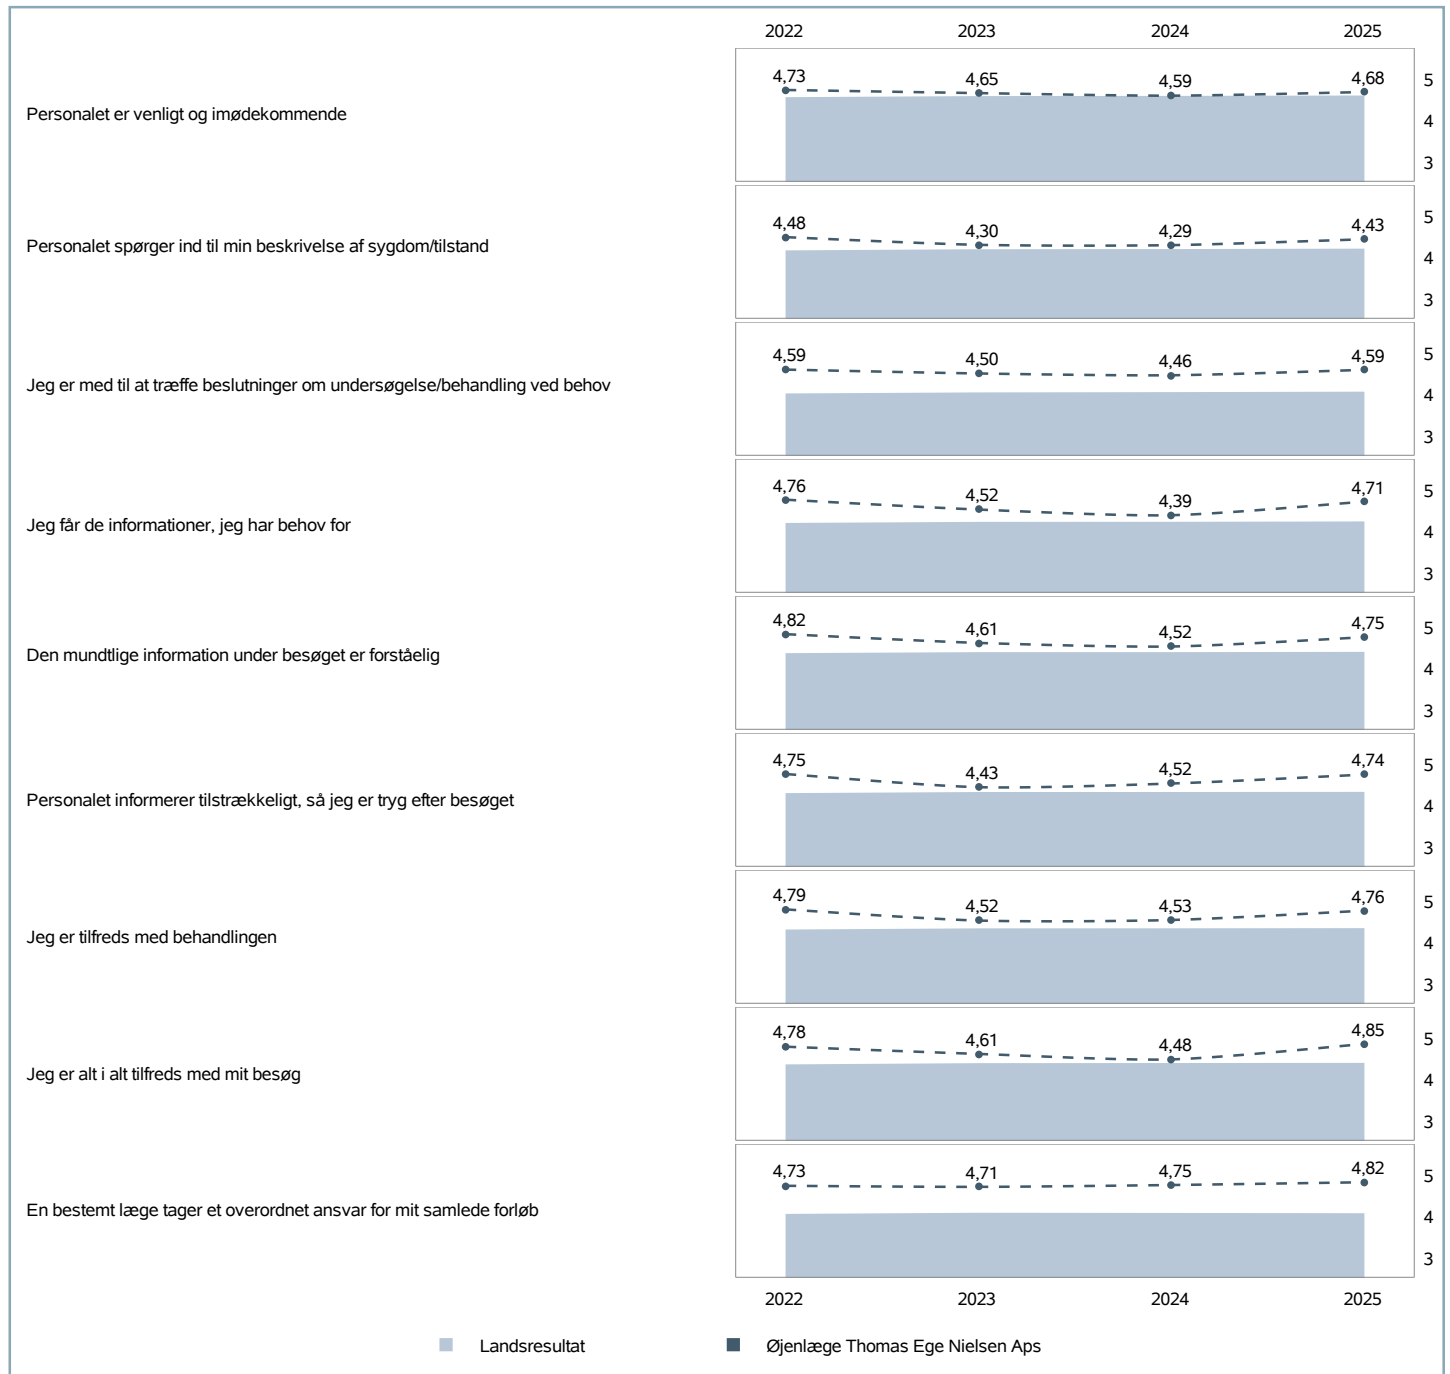 2022 2023 2024 2025
Personalet er venligt og imødekommende
4,73 4,65 4,59 4,68
5
4
3
Personalet spørger ind til min beskrivelse af sygdom/tilstand
4,48 4,30 4,29 4,43
5
4
3
Jeg er med til at træffe beslutninger om undersøgelse/behandling ved behov
4,59 4,50 4,46 4,59
5
4
3
Jeg får de informationer, jeg har behov for
4,76 4,52 4,39 4,71
5
4
3
Den mundtlige information under besøget er forståelig
4,82 4,61 4,52 4,75
5
4
3
Personalet informerer tilstrækkeligt, så jeg er tryg efter besøget
4,75 4,43 4,52 4,74
5
4
3
Jeg er tilfreds med behandlingen
4,79 4,52 4,53 4,76
5
4
3
Jeg er alt i alt tilfreds med mit besøg
4,78 4,61 4,48 4,85
5
4
3
En bestemt læge tager et overordnet ansvar for mit samlede forløb
4,73 4,71 4,75 4,82
5
4
3
2022 2023 2024 2025
Landsresultat Øjenlæge Thomas Ege Nielsen Aps